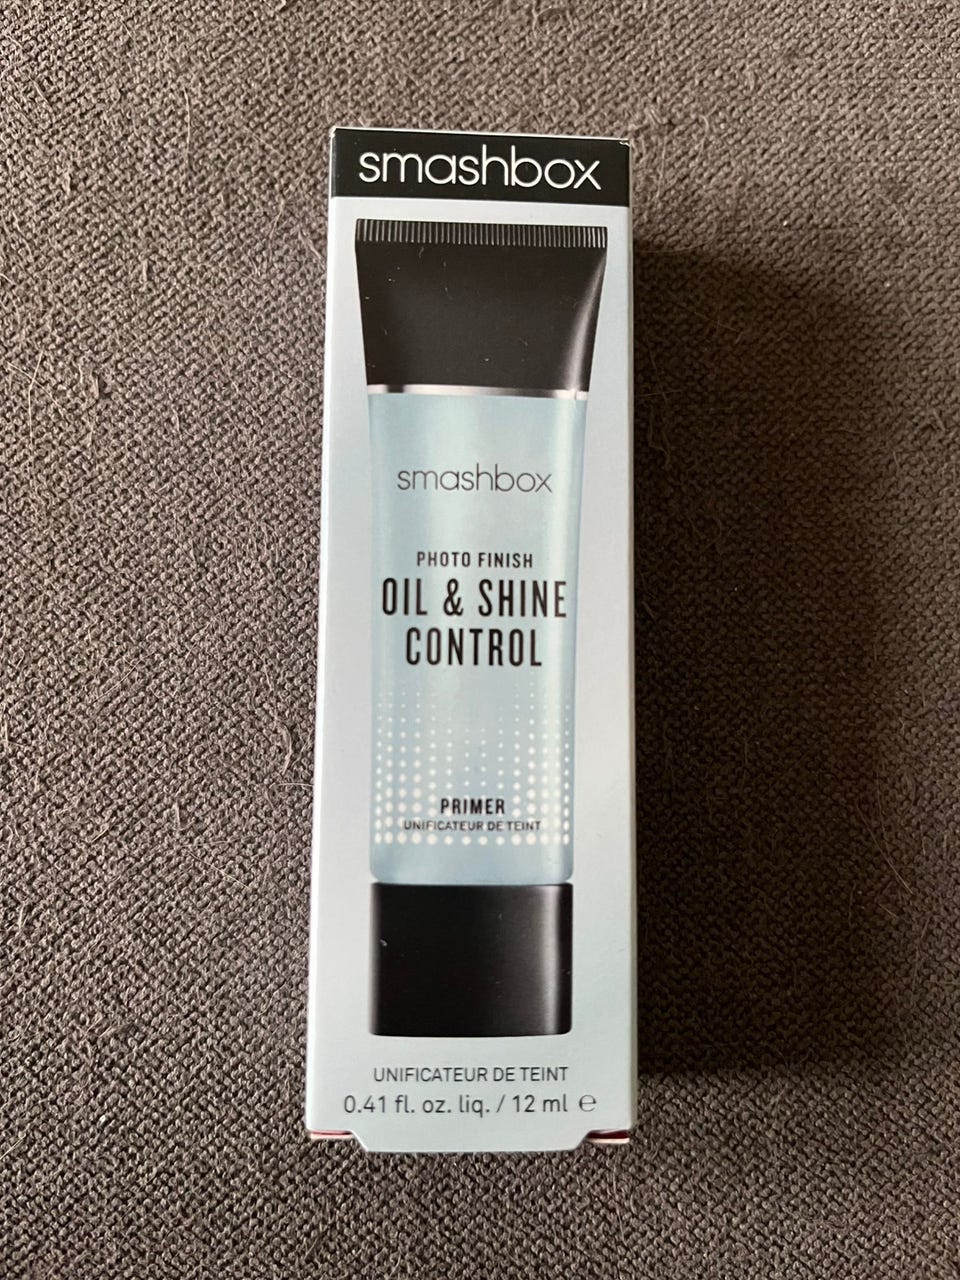 smashbox
smashbox
PHOTO FINISH
OIL & SHINE
CONTROL
PRIMER
UNIFICATEUR DE TEINT
UNIFICATEUR DE TEINT
0.41 fl. oz. liq. / 12 ml ℮